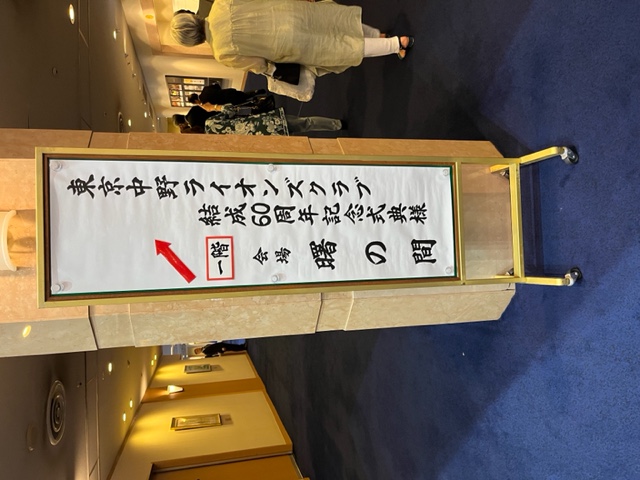 東京中野ライオンズクラブ
結成60周年記念式典様
一階
会場
曙の間